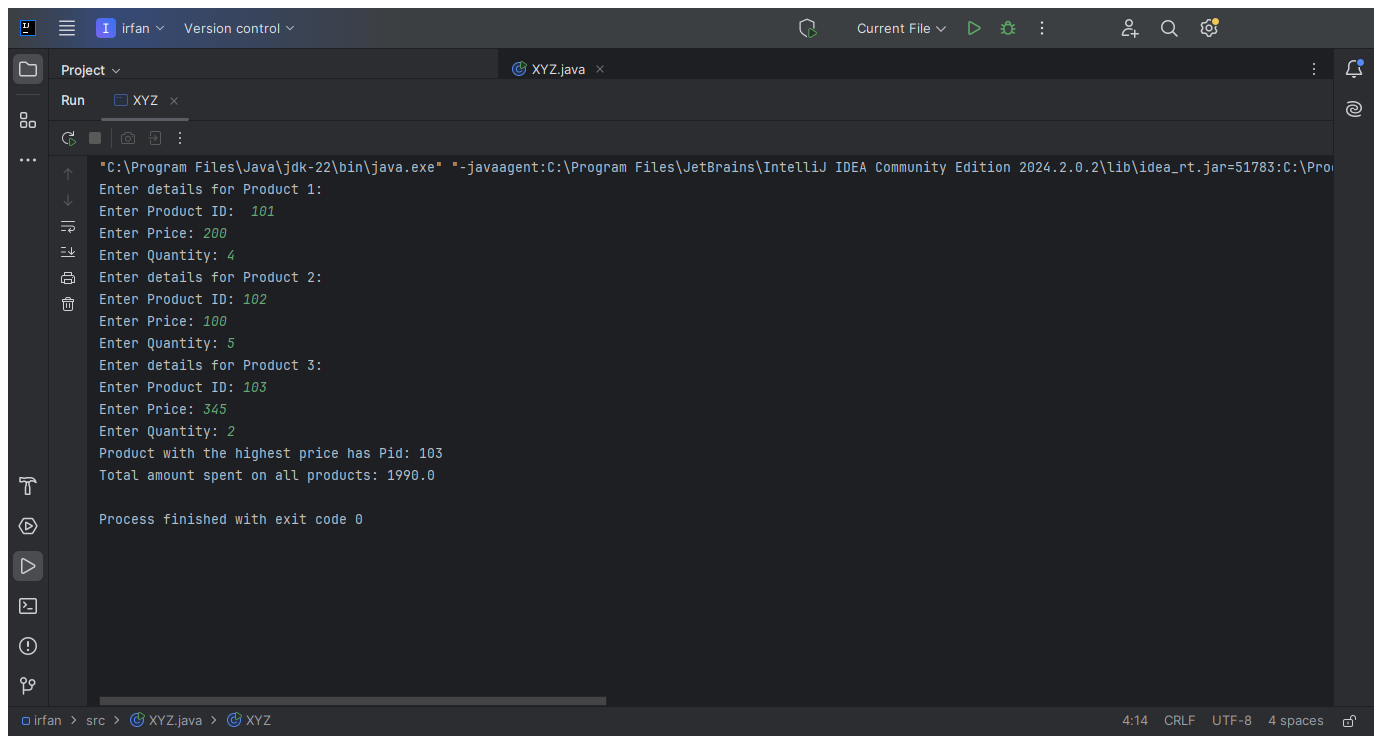 I irfan Version control Current File
Project XYZ.java
Run XYZ
"C:\Program Files\Java\jdk-22\bin\java.exe" "-javaagent:C:\Program Files\JetBrains\IntelliJ IDEA Community Edition 2024.2.0.2\lib\idea_rt.jar=51783:C:\Pro
Enter details for Product 1:
Enter Product ID:  101
Enter Price: 200
Enter Quantity: 4
Enter details for Product 2:
Enter Product ID: 102
Enter Price: 100
Enter Quantity: 5
Enter details for Product 3:
Enter Product ID: 103
Enter Price: 345
Enter Quantity: 2
Product with the highest price has Pid: 103
Total amount spent on all products: 1990.0
Process finished with exit code 0
irfan > src > XYZ.java > XYZ 4:14 CRLF UTF-8 4 spaces